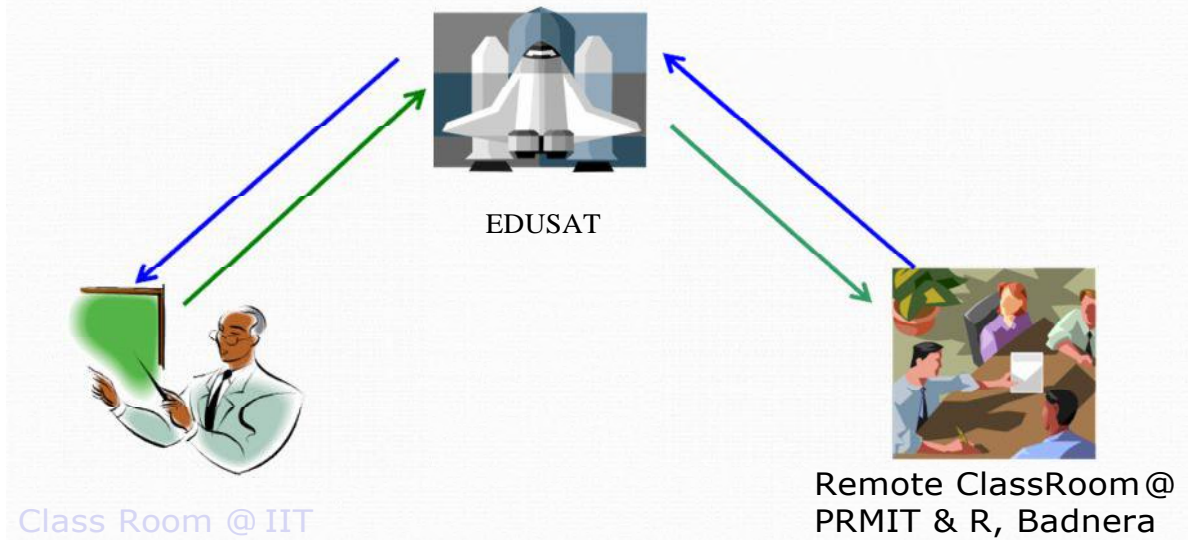 EDUSAT
Class Room @ IIT
Remote ClassRoom@
PRMIT & R, Badnera